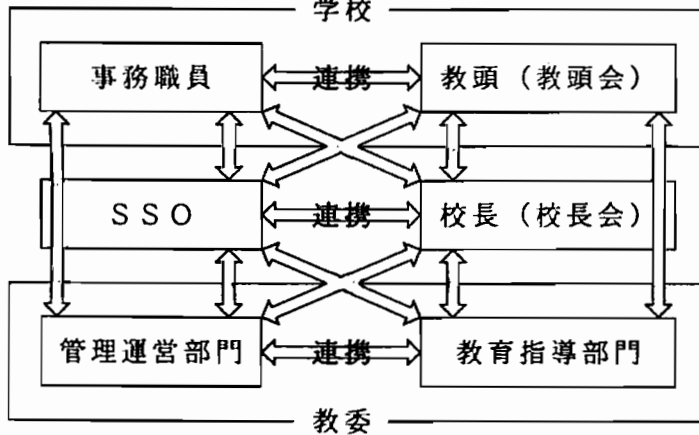 学校
事務職員 連携 教頭（教頭会）
ＳＳＯ 連携 校長（校長会）
管理運営部門 連携 教育指導部門
教委